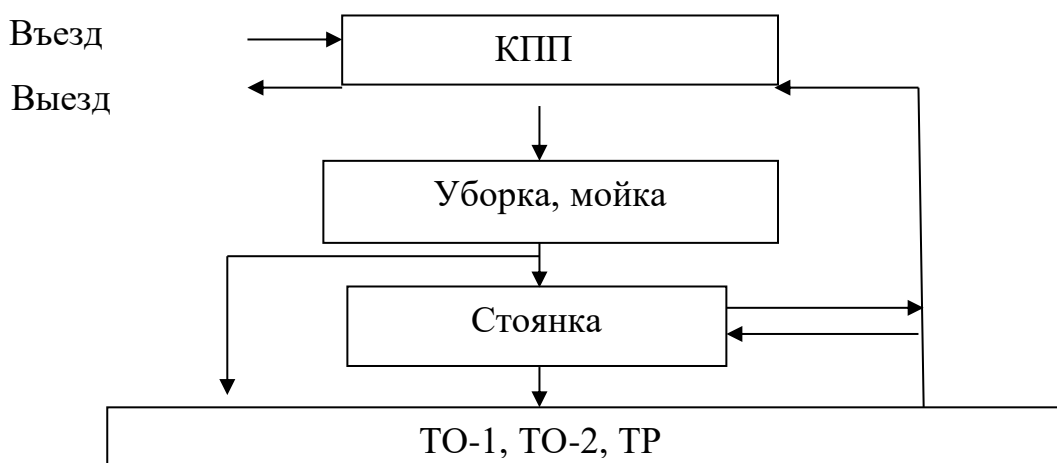 Въезд
КПП
Выезд
Уборка, мойка
Стоянка
ТО-1, ТО-2, ТР